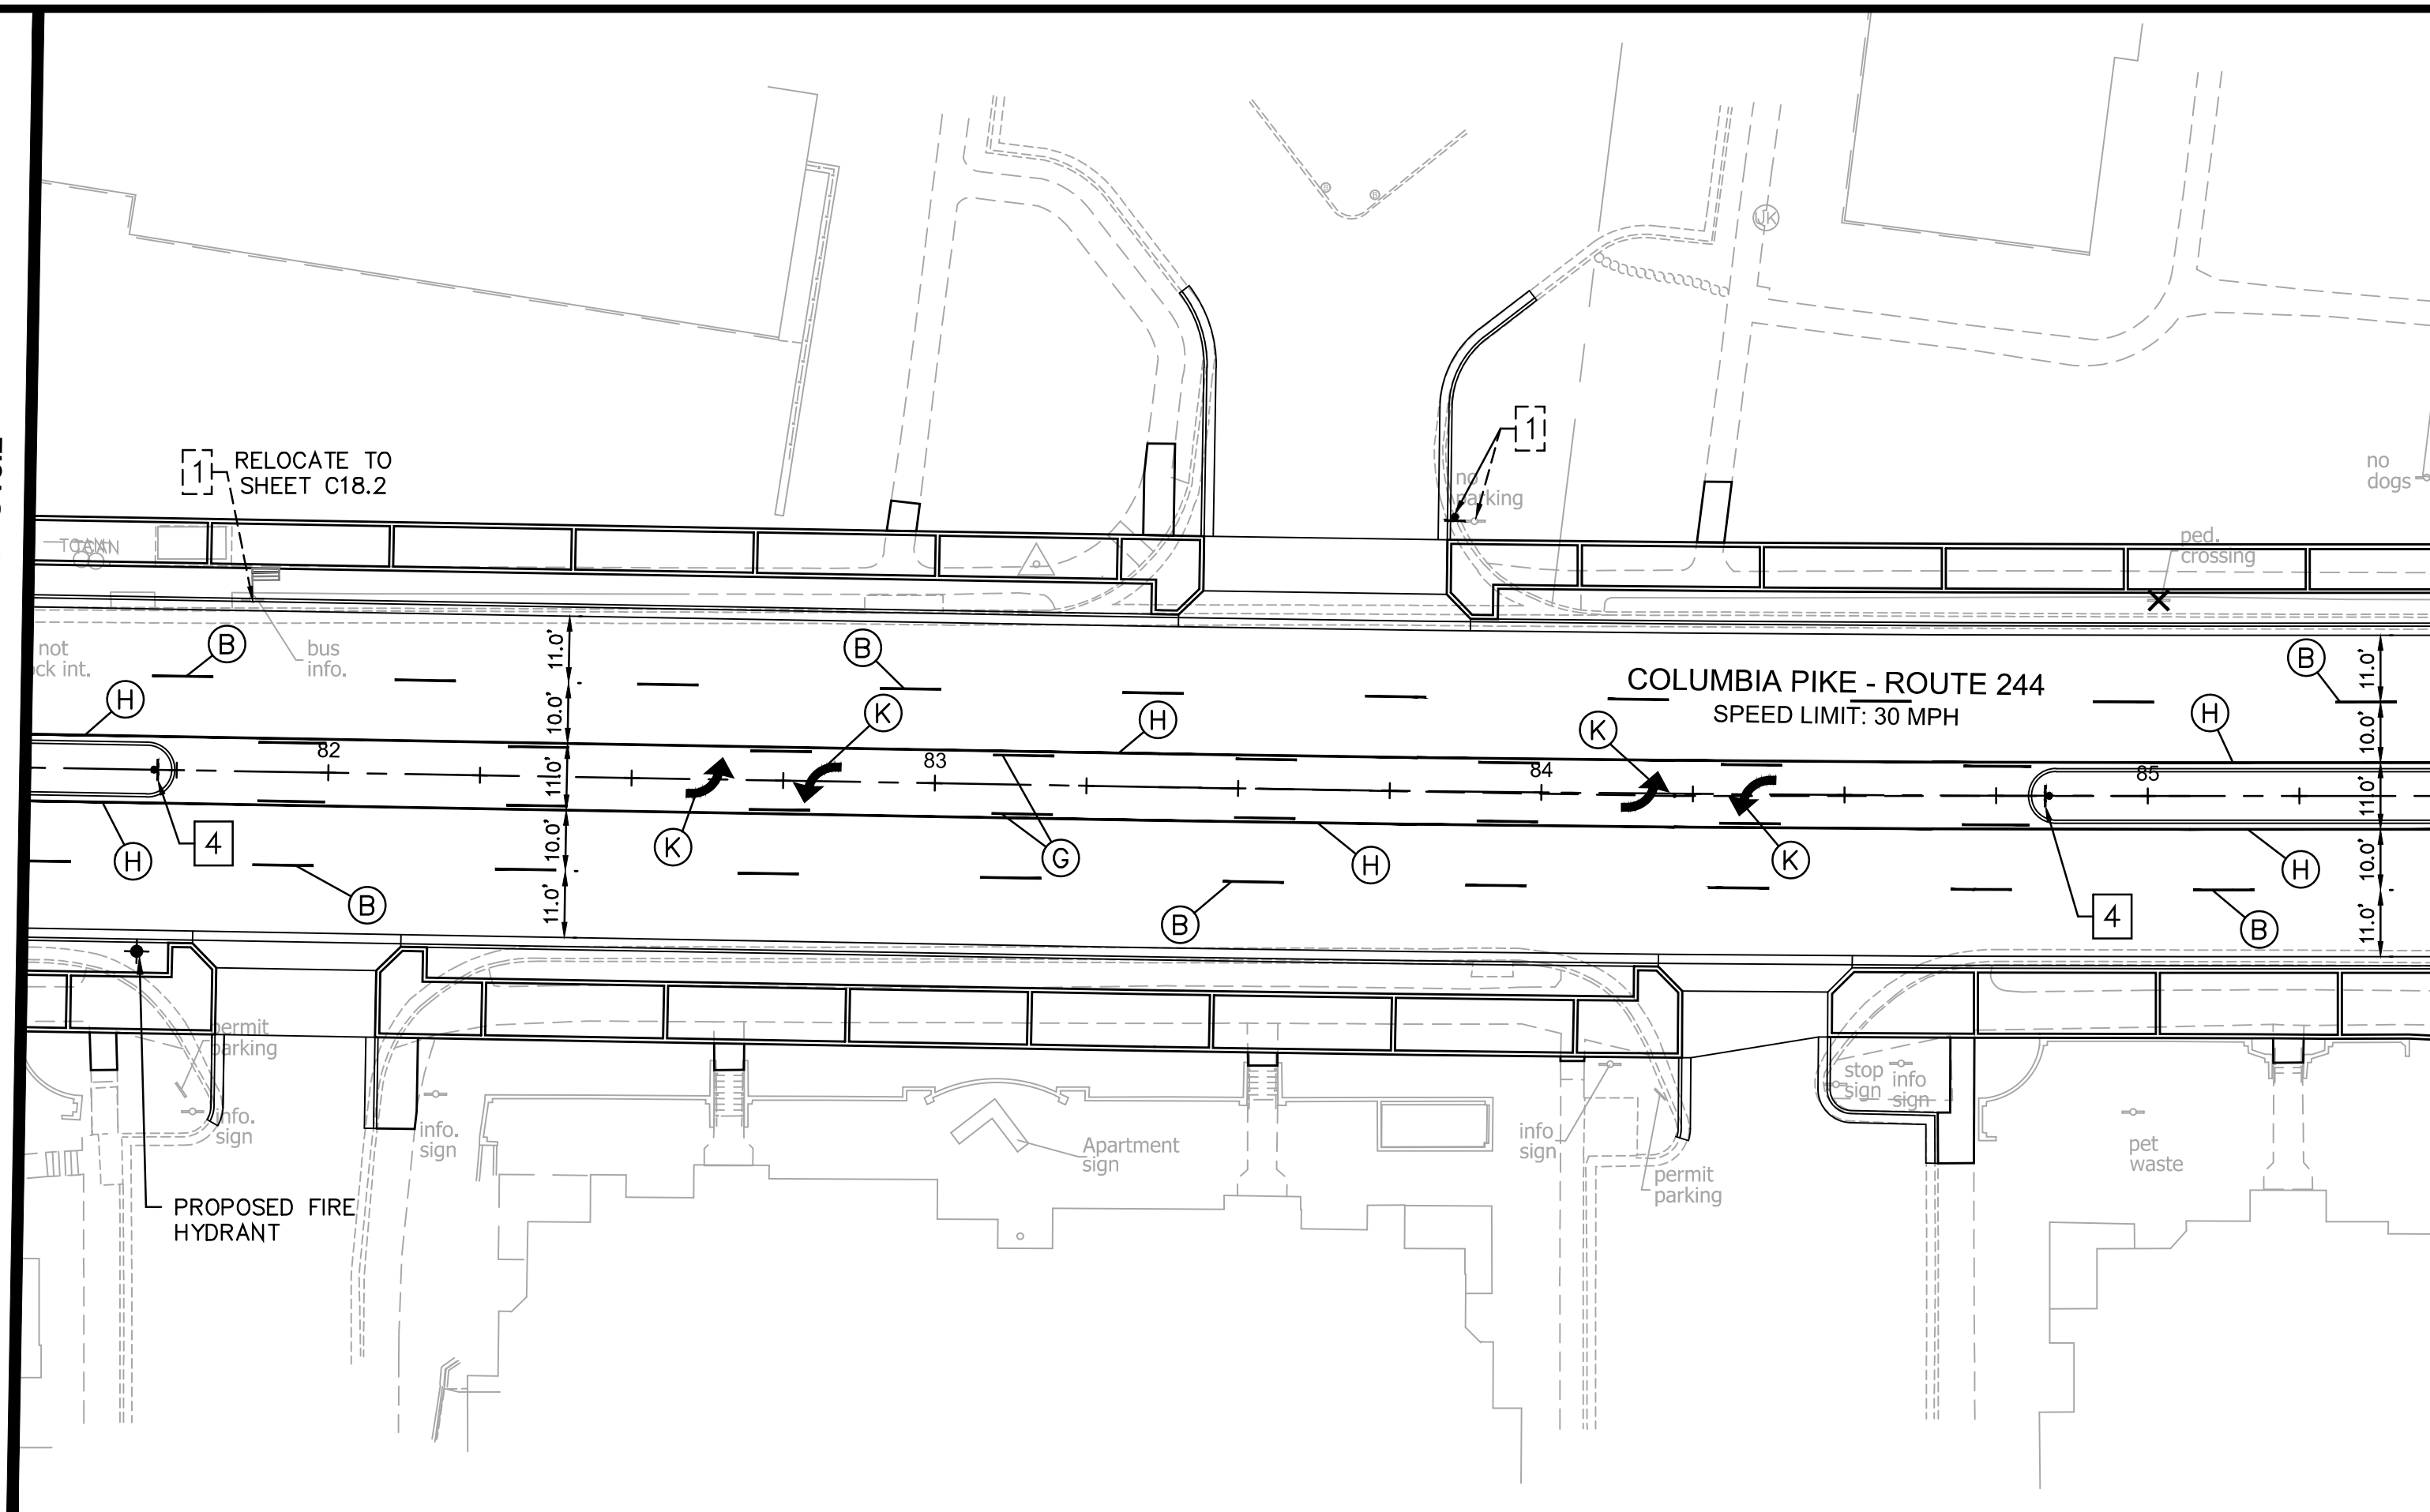 1
RELOCATE TO
SHEET C18.2
1
no
parking
no
dogs
ped.
crossing
not
ck int.
bus
info.
B
B
B
H
K
H
K
H
11.0'
10.0'
11.0'
10.0'
11.0'
COLUMBIA PIKE - ROUTE 244
SPEED LIMIT: 30 MPH
82
83
84
85
11.0'
10.0'
11.0'
10.0'
11.0'
H
4
K
G
H
K
H
B
B
4
B
permit
parking
info.
sign
info.
sign
Apartment
sign
info
sign
permit
parking
stop
sign
info
sign
pet
waste
UK
PROPOSED FIRE
HYDRANT